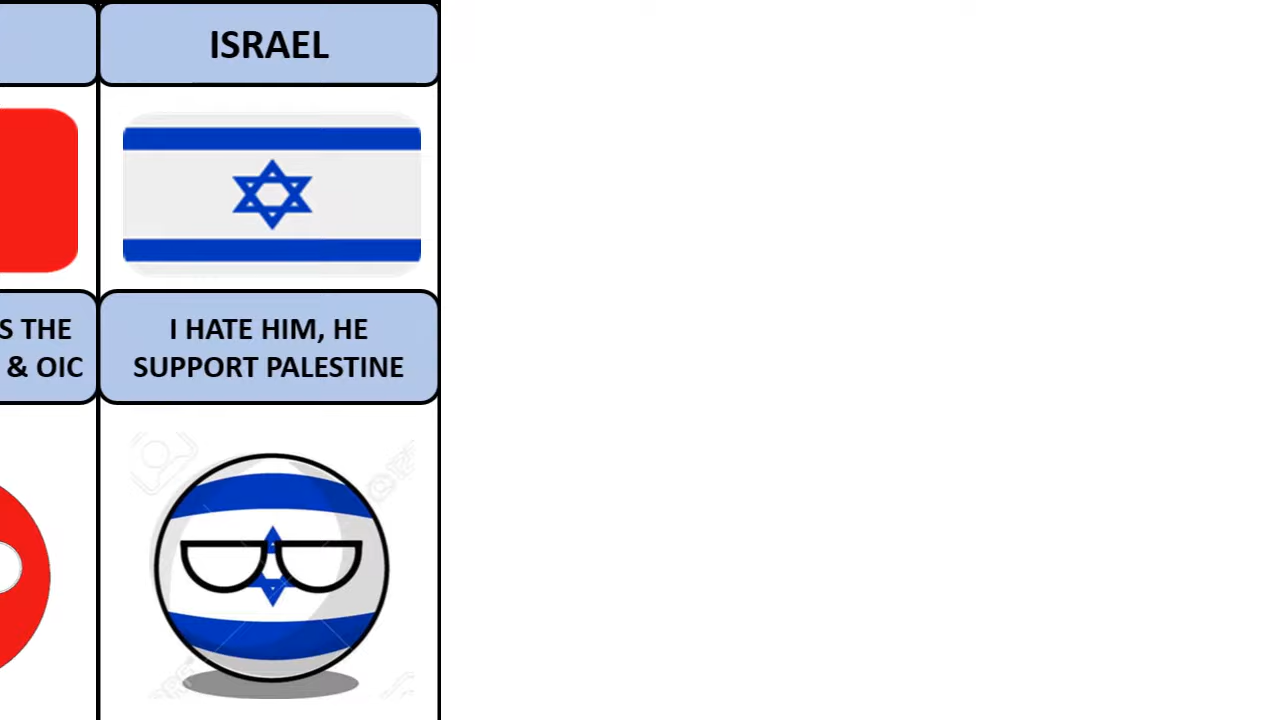 ISRAEL
S THE
& OIC
I HATE HIM, HE
SUPPORT PALESTINE